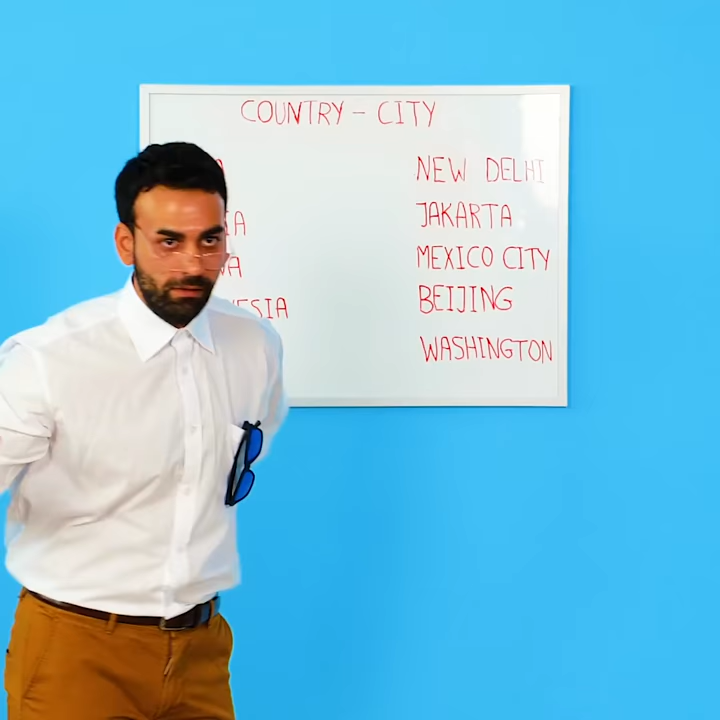 COUNTRY - CITY
NEW DELHI
JAKARTA
MEXICO CITY
BEIJING
WASHINGTON